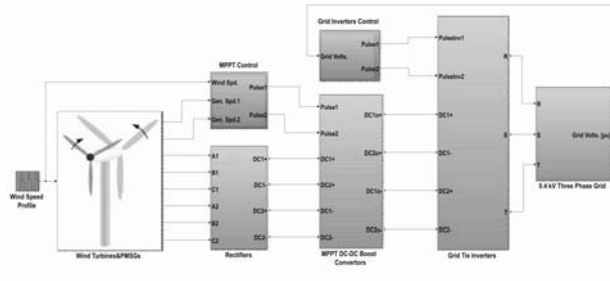 Grid Inverters Control
Grid Volts.
Pulse1
Pulse2
PulseInv1
PulseInv2
MPPT Control
Wind Spd.
Gen. Spd.1
Gen. Spd.2
Pulse1
Pulse2
Pulse1
Pulse2
DC1+
DC1-
DC2+
DC2-
DC1o+
DC2o+
DC1o-
DC2o-
DC1+
DC1-
DC2+
DC2-
R
S
T
R
S
T
Grid Volts. [pu]
0.4 kV Three Phase Grid
Wind Speed
Profile
Wind Turbines&PMSGs
A1
B1
C1
A2
B2
C2
DC1+
DC1-
DC2+
DC2-
Rectifiers
MPPT DC-DC Boost
Convertors
Grid Tie Inverters